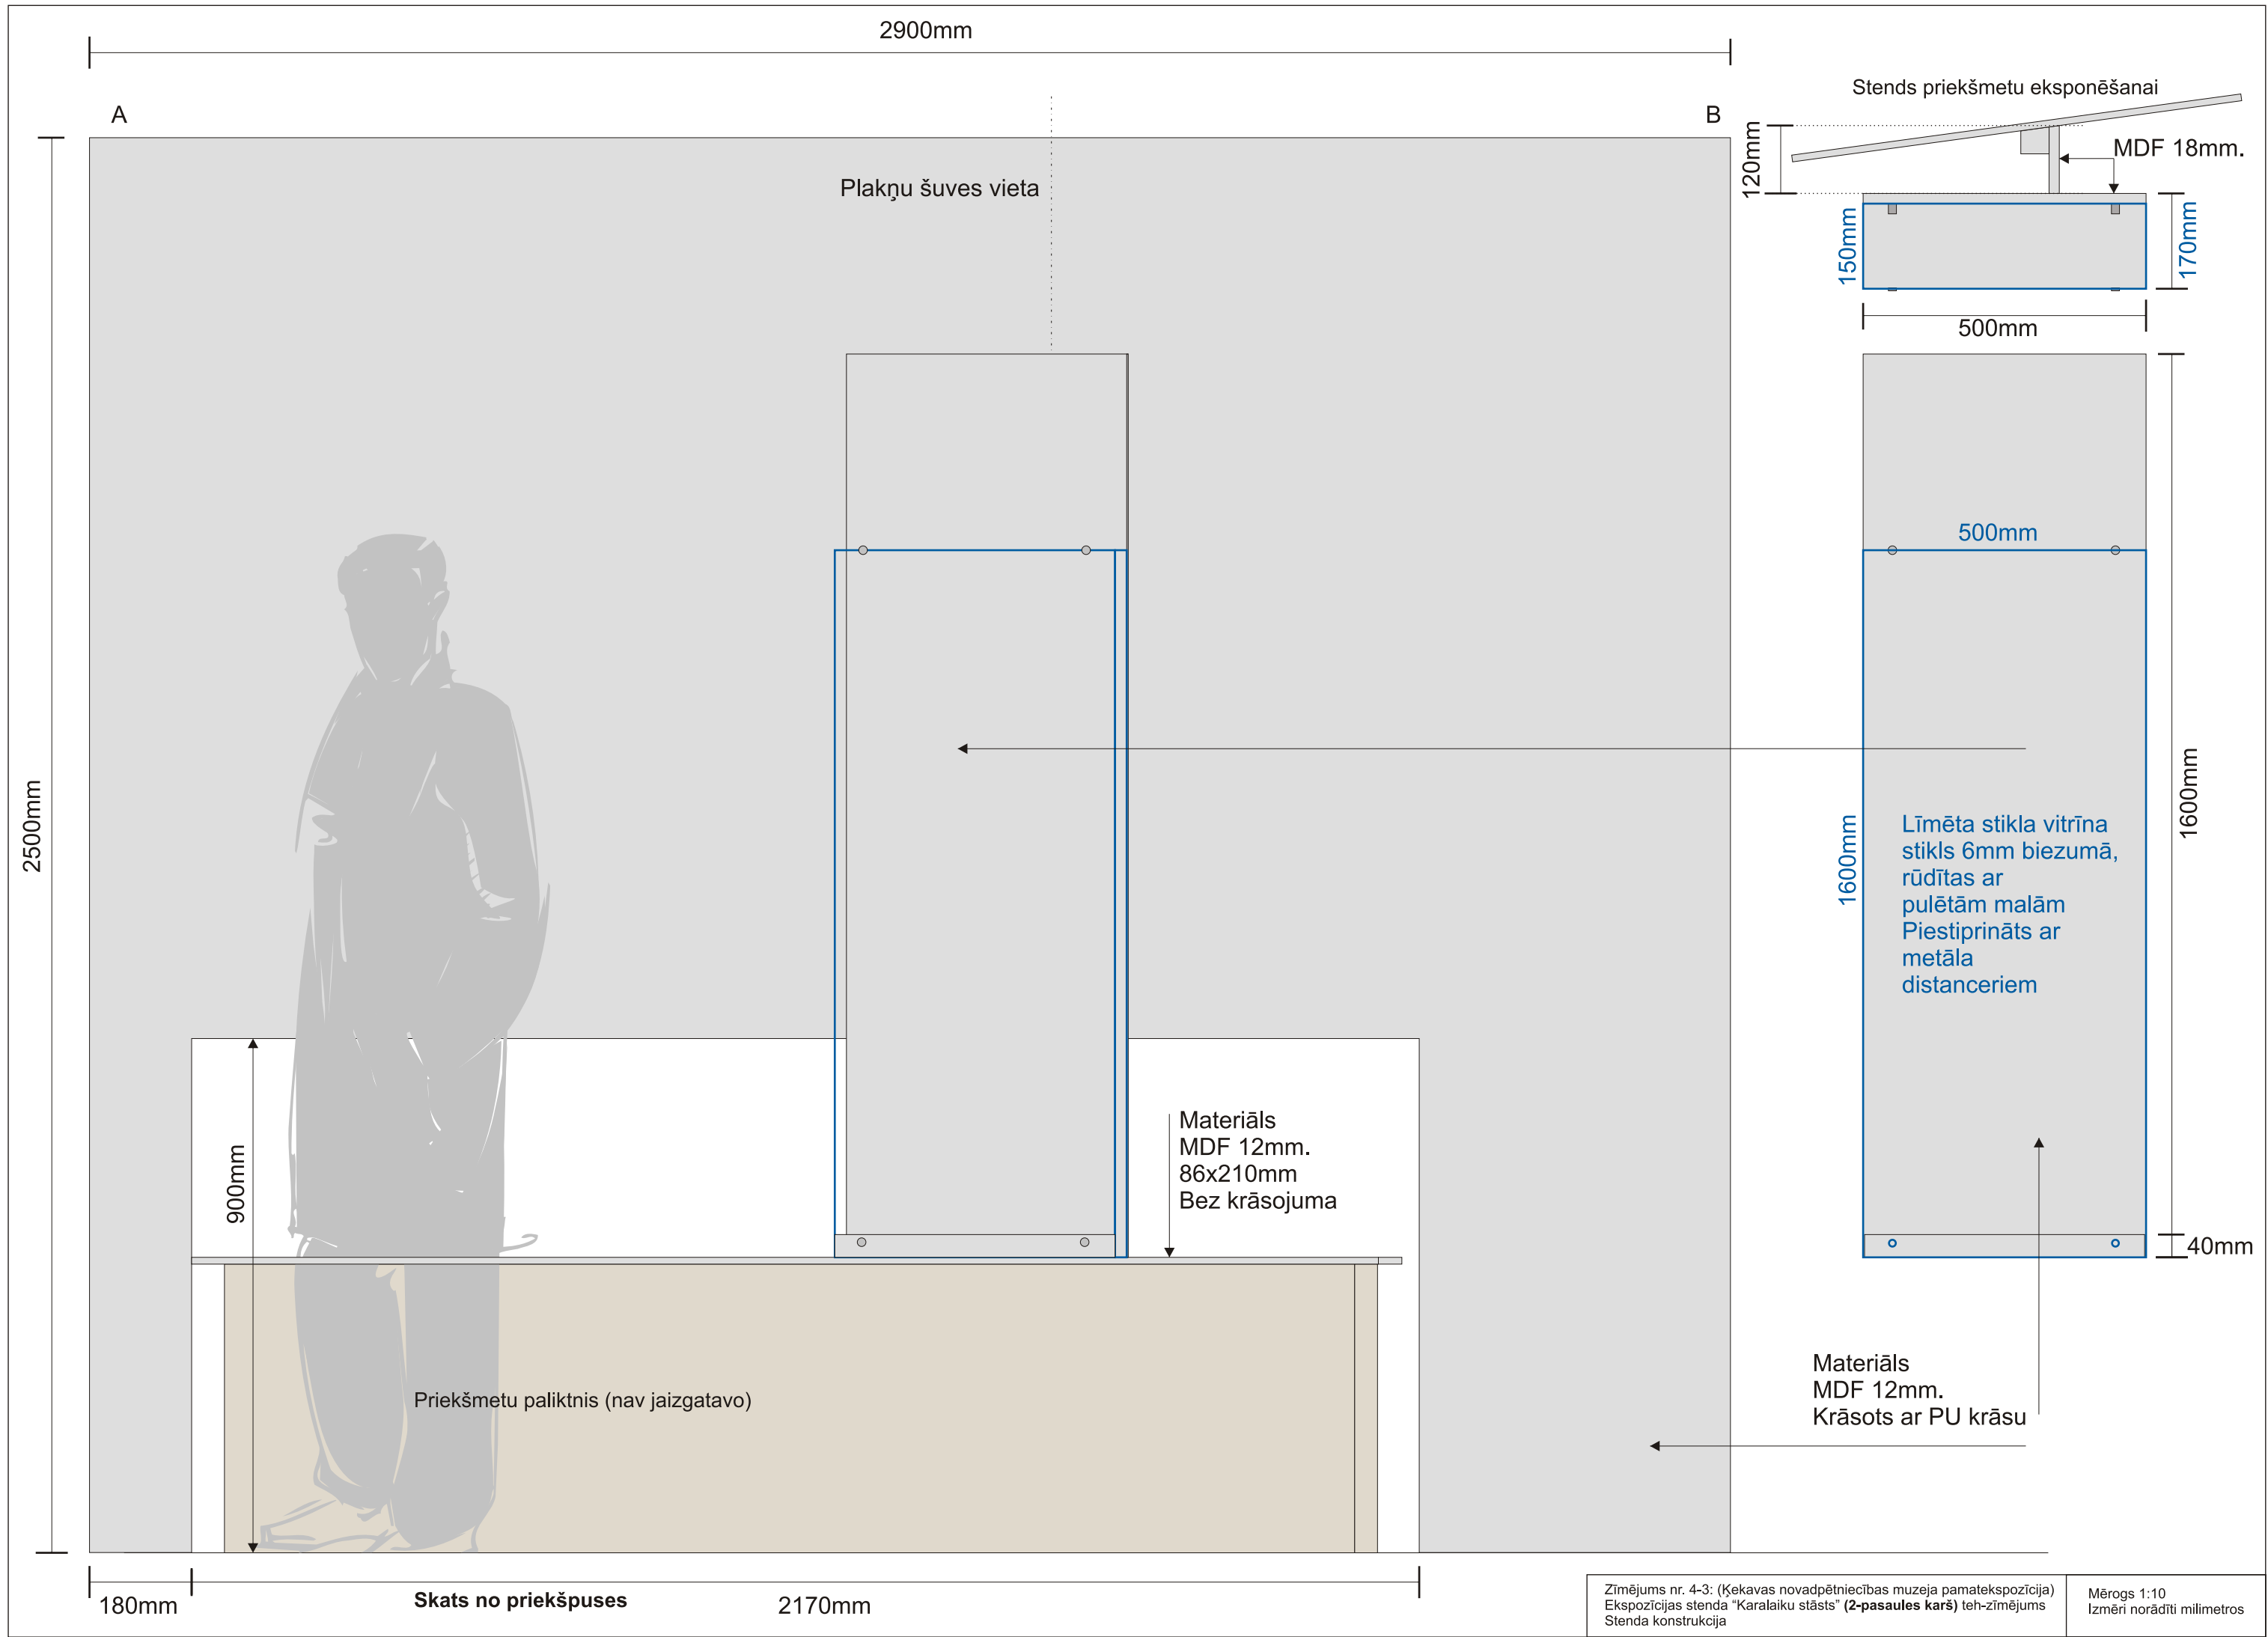 2900mm
A
B
Plakņu šuves vieta
2500mm
900mm
Materiāls
MDF 12mm.
86x210mm
Bez krāsojuma
Priekšmetu paliktnis (nav jaizgatavo)
180mm
Skats no priekšpuses
2170mm
Stends priekšmetu eksponēšanai
120mm
MDF 18mm.
150mm
170mm
500mm
500mm
1600mm
1600mm
Līmēta stikla vitrīna
stikls 6mm biezumā,
rūdītas ar
pulētām malām
Piestiprināts ar
metāla
distanceriem
40mm
Materiāls
MDF 12mm.
Krāsots ar PU krāsu
Zīmējums nr. 4-3: (Ķekavas novadpētniecības muzeja pamatekspozīcija)
Ekspozīcijas stenda “Karalaiku stāsts” (2-pasaules karš) teh-zīmējums
Stenda konstrukcija
Mērogs 1:10
Izmēri norādīti milimetros